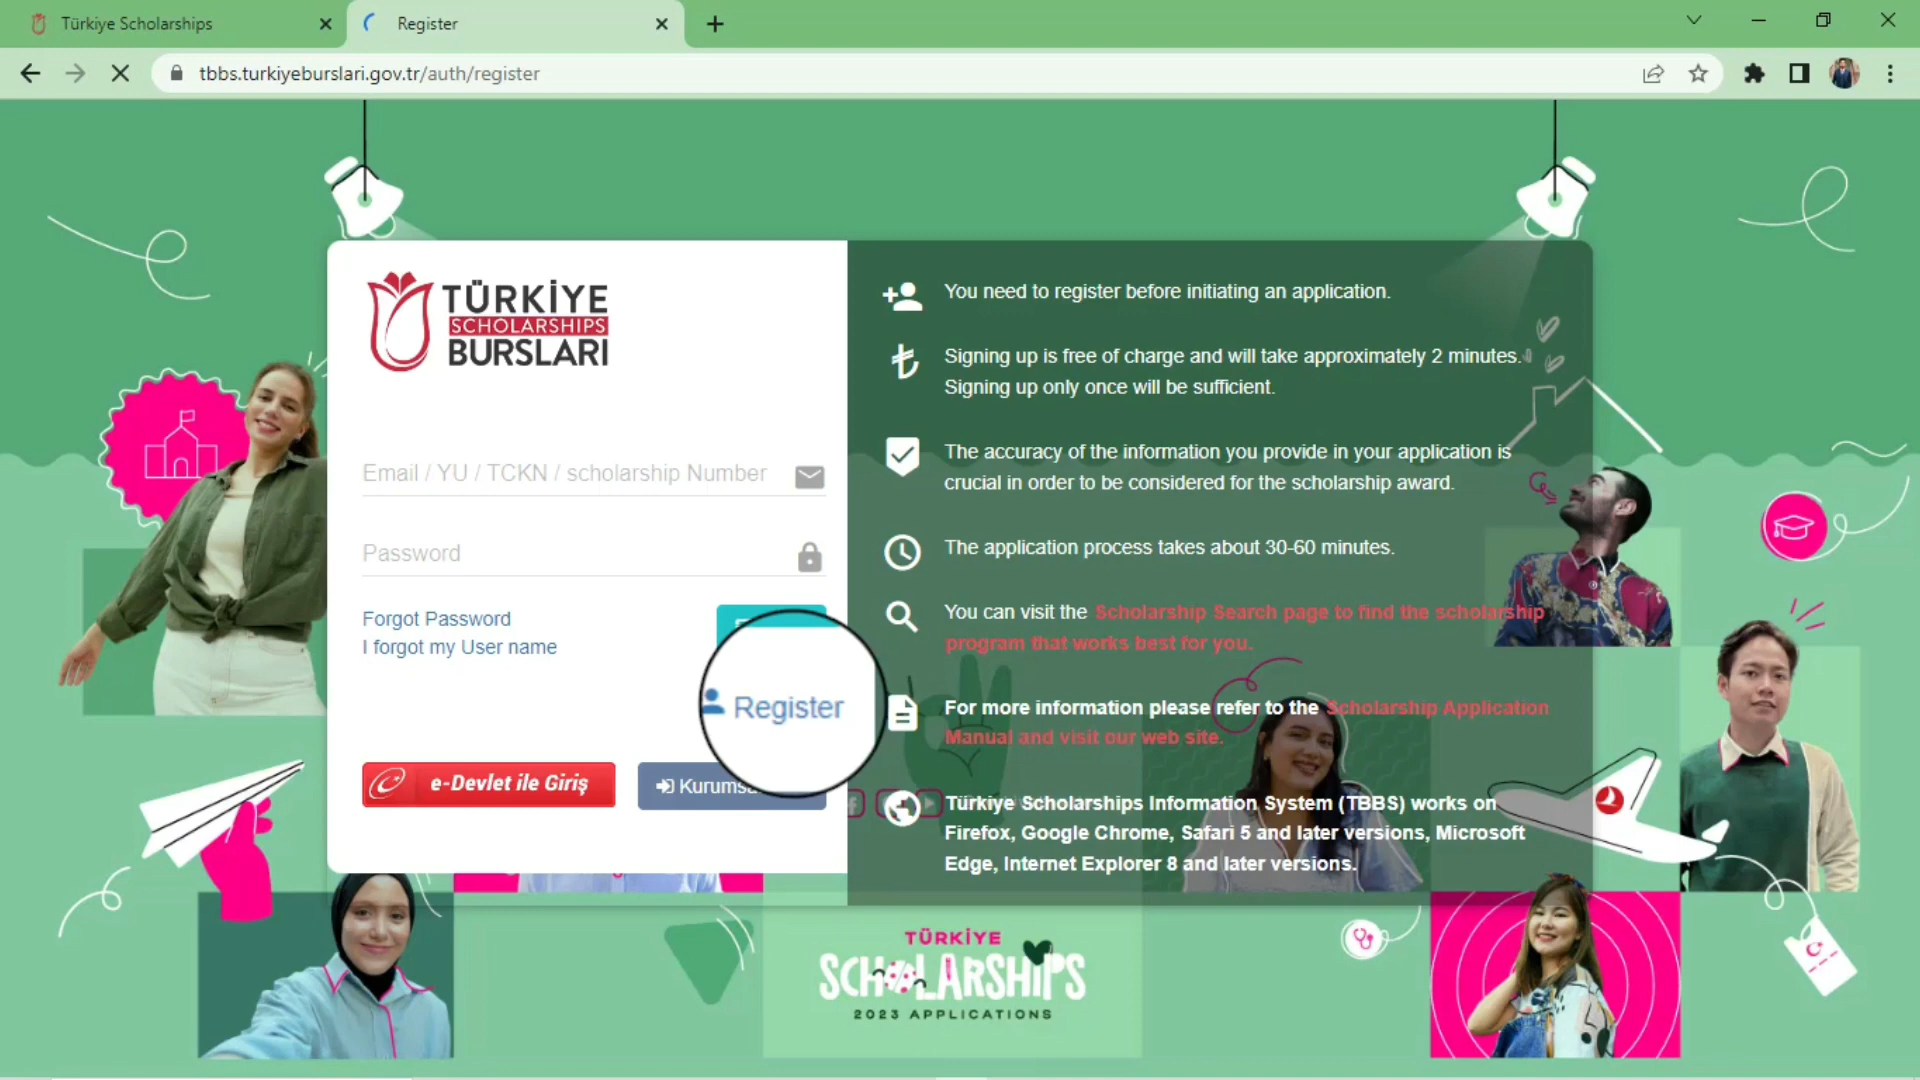 Türkiye Scholarships
Register
tbbs.turkiyeburslari.gov.tr/auth/register
TÜRKİYE
SCHOLARSHIPS
BURSLARI
Email / YU / TCKN / scholarship Number
Password
Forgot Password
I forgot my User name
Register
e-Devlet ile Giriş
You need to register before initiating an application.
Signing up is free of charge and will take approximately 2 minutes.
Signing up only once will be sufficient.
The accuracy of the information you provide in your application is
crucial in order to be considered for the scholarship award.
The application process takes about 30-60 minutes.
You can visit the Scholarship Search page to find the scholarship
program that works best for you.
For more information please refer to the Scholarship Application
Manual and visit our web site.
Türkiye Scholarships Information System (TBBS) works on
Firefox, Google Chrome, Safari 5 and later versions, Microsoft
Edge, Internet Explorer 8 and later versions.
TÜRKİYE
SCHOLARSHIPS
2023 APPLICATIONS